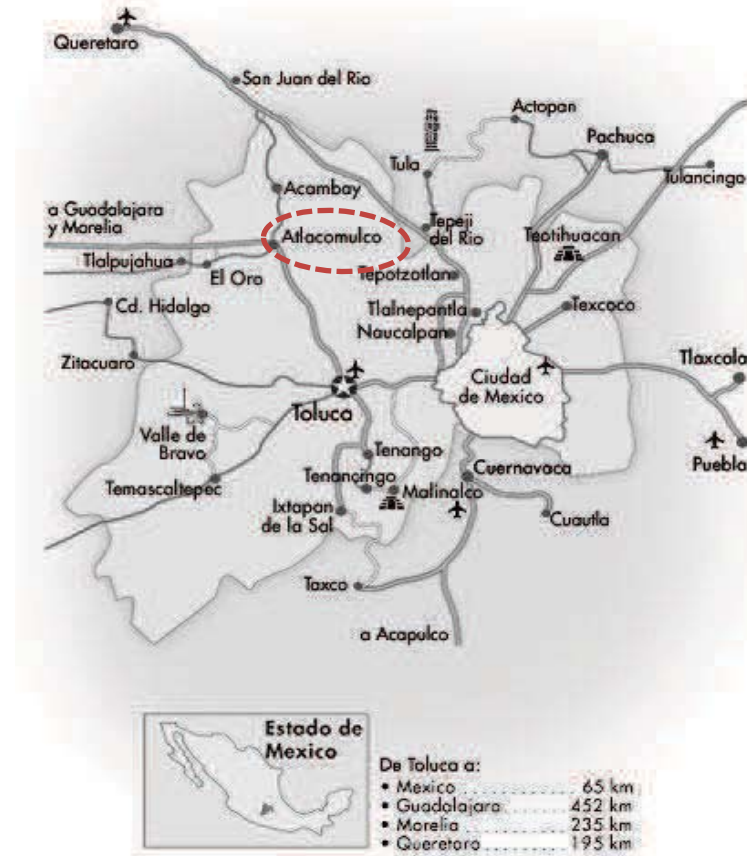 Queretaro
San Juan del Rio
Actopan
Pachuca
Tula
Tulancingo
Acambay
a Guadalajara
y Morelia
Atlacomulco
Tepeji
del Rio
Teotihuacan
Tlalpujahua
El Oro
Tepotzotlan
Cd. Hidalgo
Tlalnepantla
Texcoco
Naucalpan
Zitacuaro
Ciudad
de Mexico
Tlaxcala
Toluca
Valle de
Bravo
Tenango
Puebla
Temascaltepec
Tenancingo
Malinalco
Cuernavaca
Ixtapan
de la Sal
Cuautla
Taxco
a Acapulco
Estado de
Mexico
De Toluca a:
• Mexico ............ 65 km
• Guadalajara ........ 452 km
• Morelia ............ 235 km
• Queretaro .......... 195 km